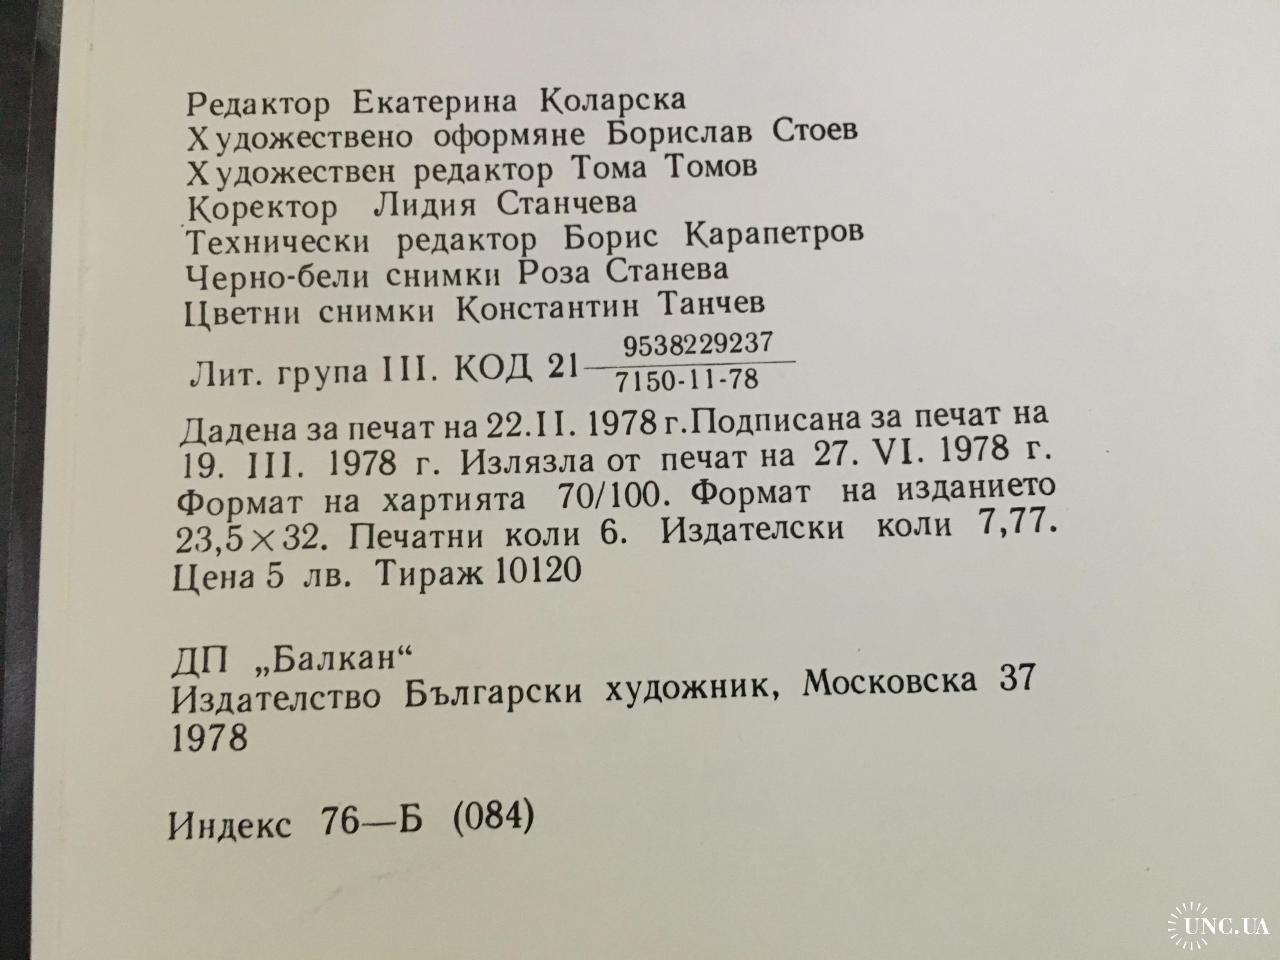 Редактор Екатерина Коларска
Художествено оформяне Борислав Стоев
Художествен редактор Тома Томов
Коректор Лидия Станчева
Технически редактор Борис Карапетров
Черно-бели снимки Роза Станева
Цветни снимки Константин Танчев
9538229237
Лит. група III. КОД 21
7150-11-78
Дадена за печат на 22.II. 1978 г.Подписана за печат на
19. III. 1978 г. Излязла от печат на 27. VI. 1978 г.
Формат на хартията 70/100. Формат на изданието
23,5×32. Печатни коли 6. Издателски коли 7,77.
Цена 5 лв. Тираж 10120
ДП „Балкан“
Издателство Български художник, Московска 37
1978
Индекс 76—Б (084)
UNC.UA